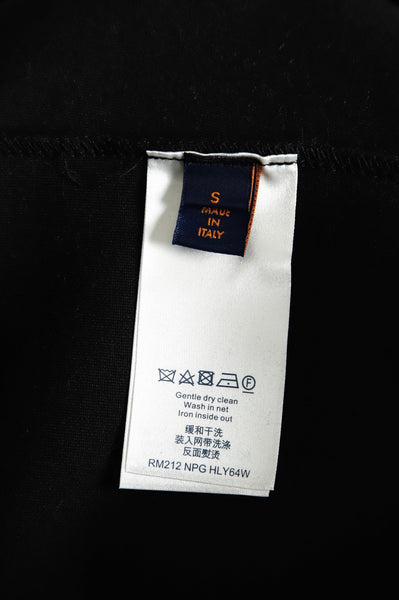 S
MADE
IN
ITALY
Gentle dry clean
Wash in net
Iron inside out
缓和干洗
装入网带洗涤
反面熨烫
RM212 NPG HLY64W